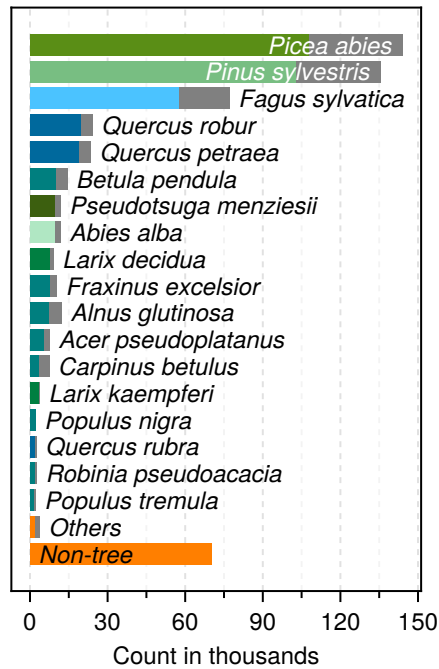 Picea abies
Pinus sylvestris
Fagus sylvatica
Quercus robur
Quercus petraea
Betula pendula
Pseudotsuga menziesii
Abies alba
Larix decidua
Fraxinus excelsior
Alnus glutinosa
Acer pseudoplatanus
Carpinus betulus
Larix kaempferi
Populus nigra
Quercus rubra
Robinia pseudoacacia
Populus tremula
Others
Non-tree
0 30 60 90 120 150
Count in thousands